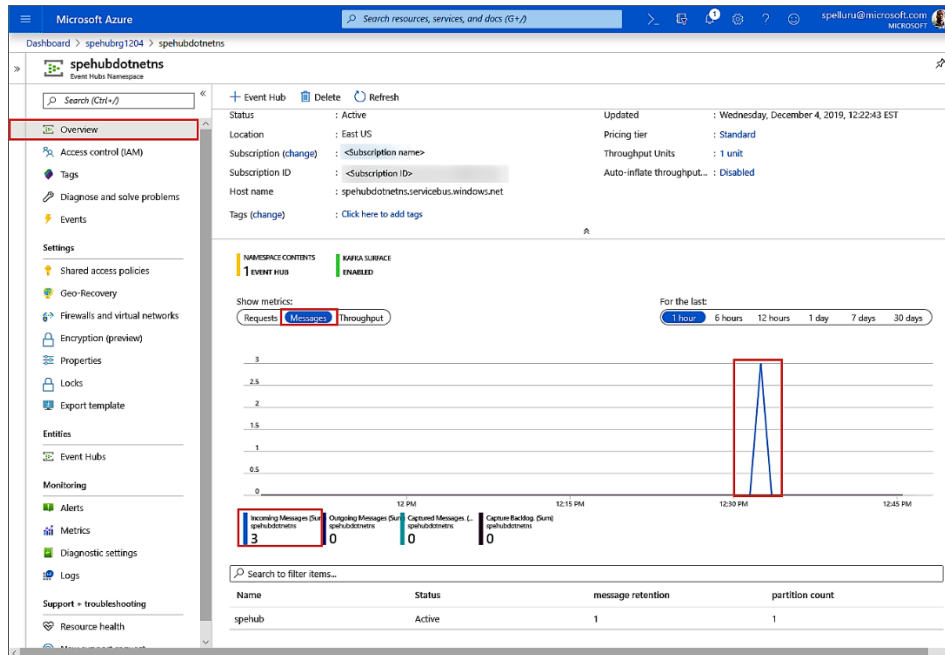 Microsoft Azure
Search resources, services, and docs (G+/)
1
spelluru@microsoft.com
MICROSOFT
Dashboard > spehubrg1204 > spehubdotnetns
» spehubdotnetns
Event Hubs Namespace
Search (Ctrl+/)
«
Overview
Access control (IAM)
Tags
Diagnose and solve problems
Events
Settings
Shared access policies
Geo-Recovery
Firewalls and virtual networks
Encryption (preview)
Properties
Locks
Export template
Entities
Event Hubs
Monitoring
Alerts
Metrics
Diagnostic settings
Logs
Support + troubleshooting
Resource health
New support request
+ Event Hub Delete Refresh
Status : Active Updated : Wednesday, December 4, 2019, 12:22:43 EST
Location : East US Pricing tier : Standard
Subscription (change) : <Subscription name> Throughput Units : 1 unit
Subscription ID : <Subscription ID> Auto-inflate throughput... : Disabled
Host name : spehubdotnetns.servicebus.windows.net
Tags (change) : Click here to add tags
NAMESPACE CONTENTS KAFKA SURFACE
1 EVENT HUB ENABLED
Show metrics: For the last:
Requests Messages Throughput 1 hour 6 hours 12 hours 1 day 7 days 30 days
3
2.5
2
1.5
1
0.5
0
12 PM 12:15 PM 12:30 PM 12:45 PM
Incoming Messages (Sum Outgoing Messages (Sum) Captured Messages. (... Capture Backlog. (Sum)
spehubdotnetns spehubdotnetns spehubdotnetns spehubdotnetns
3 0 0 0
Search to filter items...
Name Status message retention partition count
spehub Active 1 1